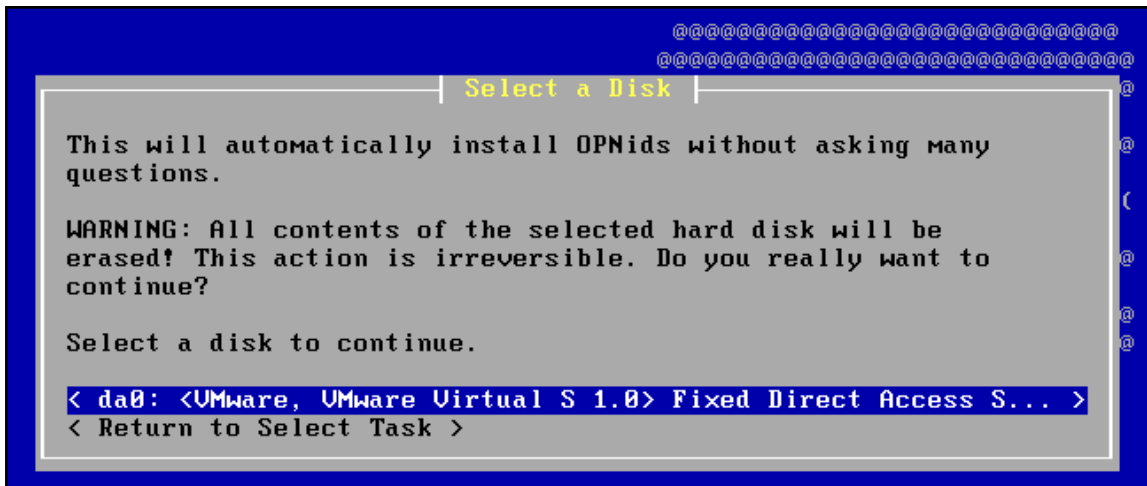 @@@@@@@@@@@@@@@@@@@@@@@@@@@@
@@@@@@@@@@@@@@@@@@@@@@@@@@@@@@
Select a Disk
@
This will automatically install OPNids without asking many
@
questions.
(
WARNING: All contents of the selected hard disk will be
erased! This action is irreversible. Do you really want to
@
continue?
@
Select a disk to continue.
@
< da0: <VMware, VMware Virtual S 1.0> Fixed Direct Access S... >
< Return to Select Task >